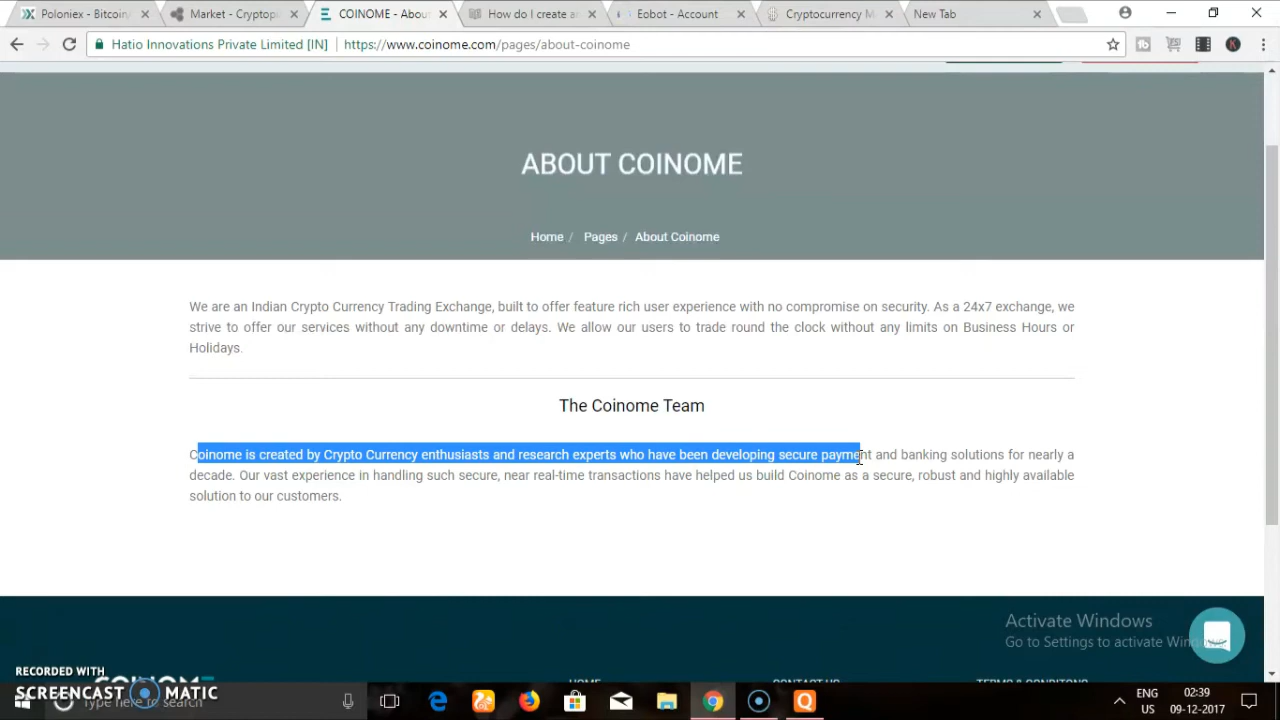 Poloniex - Bitcoin/
Market - Cryptopi
COINOME - Abou
How do I create a
Eobot - Account
Cryptocurrency M
New Tab
Hatio Innovations Private Limited [IN] https://www.coinome.com/pages/about-coinome
ABOUT COINOME
Home / Pages / About Coinome
We are an Indian Crypto Currency Trading Exchange, built to offer feature rich user experience with no compromise on security. As a 24x7 exchange, we
strive to offer our services without any downtime or delays. We allow our users to trade round the clock without any limits on Business Hours or
Holidays.
The Coinome Team
Coinome is created by Crypto Currency enthusiasts and research experts who have been developing secure payment and banking solutions for nearly a
decade. Our vast experience in handling such secure, near real-time transactions have helped us build Coinome as a secure, robust and highly available
solution to our customers.
Activate Windows
Go to Settings to activate Windows.
RECORDED WITH
COINOME
HOME
CONTACT US
TERMS & CONDITONS
SCREENCAST MATIC
Type here to search
ENG
US
02:39
09-12-2017